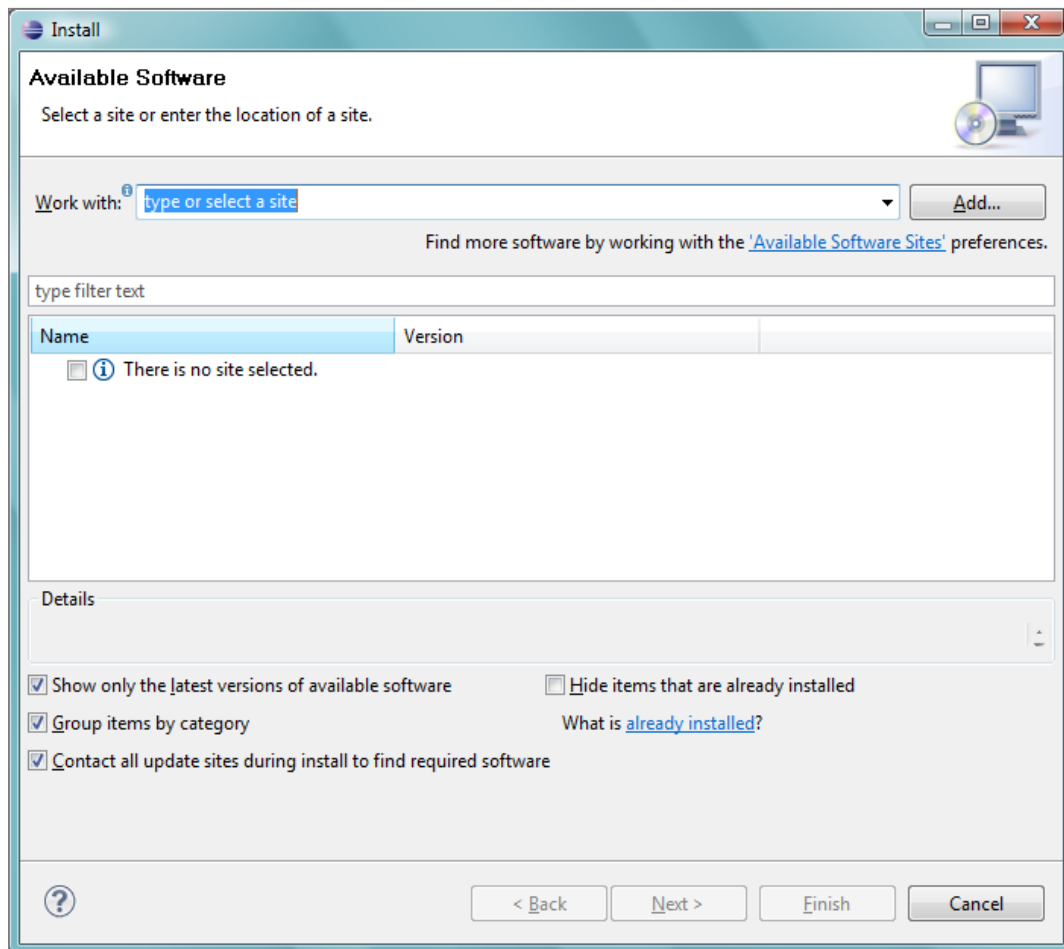 Install
Available Software
Select a site or enter the location of a site.
Work with: type or select a site Add...
Find more software by working with the 'Available Software Sites' preferences.
type filter text
Name Version
There is no site selected.
Details
Show only the latest versions of available software Hide items that are already installed
Group items by category What is already installed?
Contact all update sites during install to find required software
? < Back Next > Finish Cancel